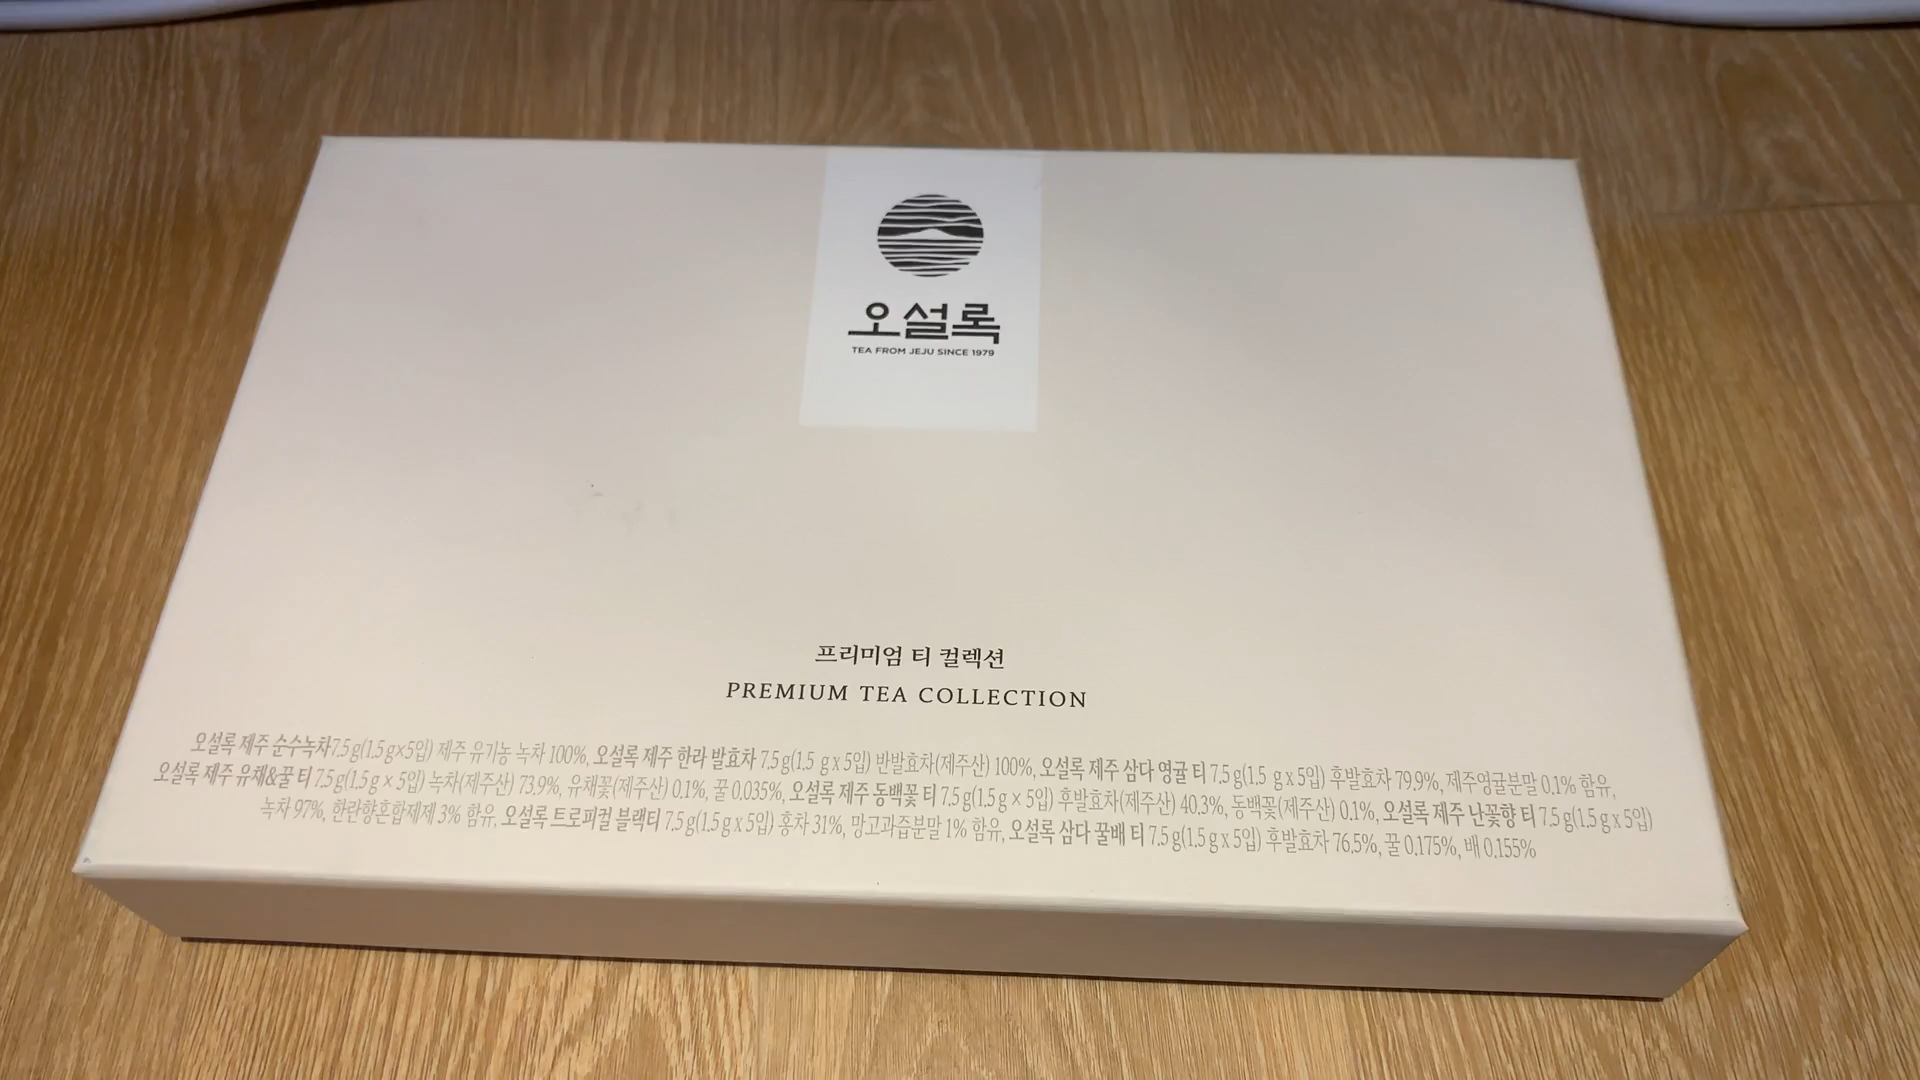 오설록
TEA FROM JEJU SINCE 1979
프리미엄 티 컬렉션
PREMIUM TEA COLLECTION
오설록 제주 순수녹차7.5g(1.5g×5입) 제주 유기농 녹차 100%, 오설록 제주 한라 발효차 7.5g(1.5 g x 5입) 반발효차(제주산) 100%, 오설록 제주 삼다 영귤 티 7.5g(1.5 g x 5입) 후발효차 79.9%, 제주영귤분말 0.1% 함유,
오설록 제주 유채&꿀 티 7.5g(1.5g × 5입) 녹차(제주산) 73.9%, 유채꽃(제주산) 0.1%, 꿀 0.035%, 오설록 제주 동백꽃 티 7.5g(1.5g × 5입) 후발효차(제주산) 40.3%, 동백꽃(제주산) 0.1%, 오설록 제주 난꽃향 티 7.5g(1.5g x 5입)
녹차 97%, 한란향혼합제제 3% 함유, 오설록 트로피컬 블랙티 7.5g(1.5g x 5입) 홍차 31%, 망고과즙분말 1% 함유, 오설록 삼다 꿀배 티 7.5g(1.5g x 5입) 후발효차 76.5%, 꿀 0.175%, 배 0.155%